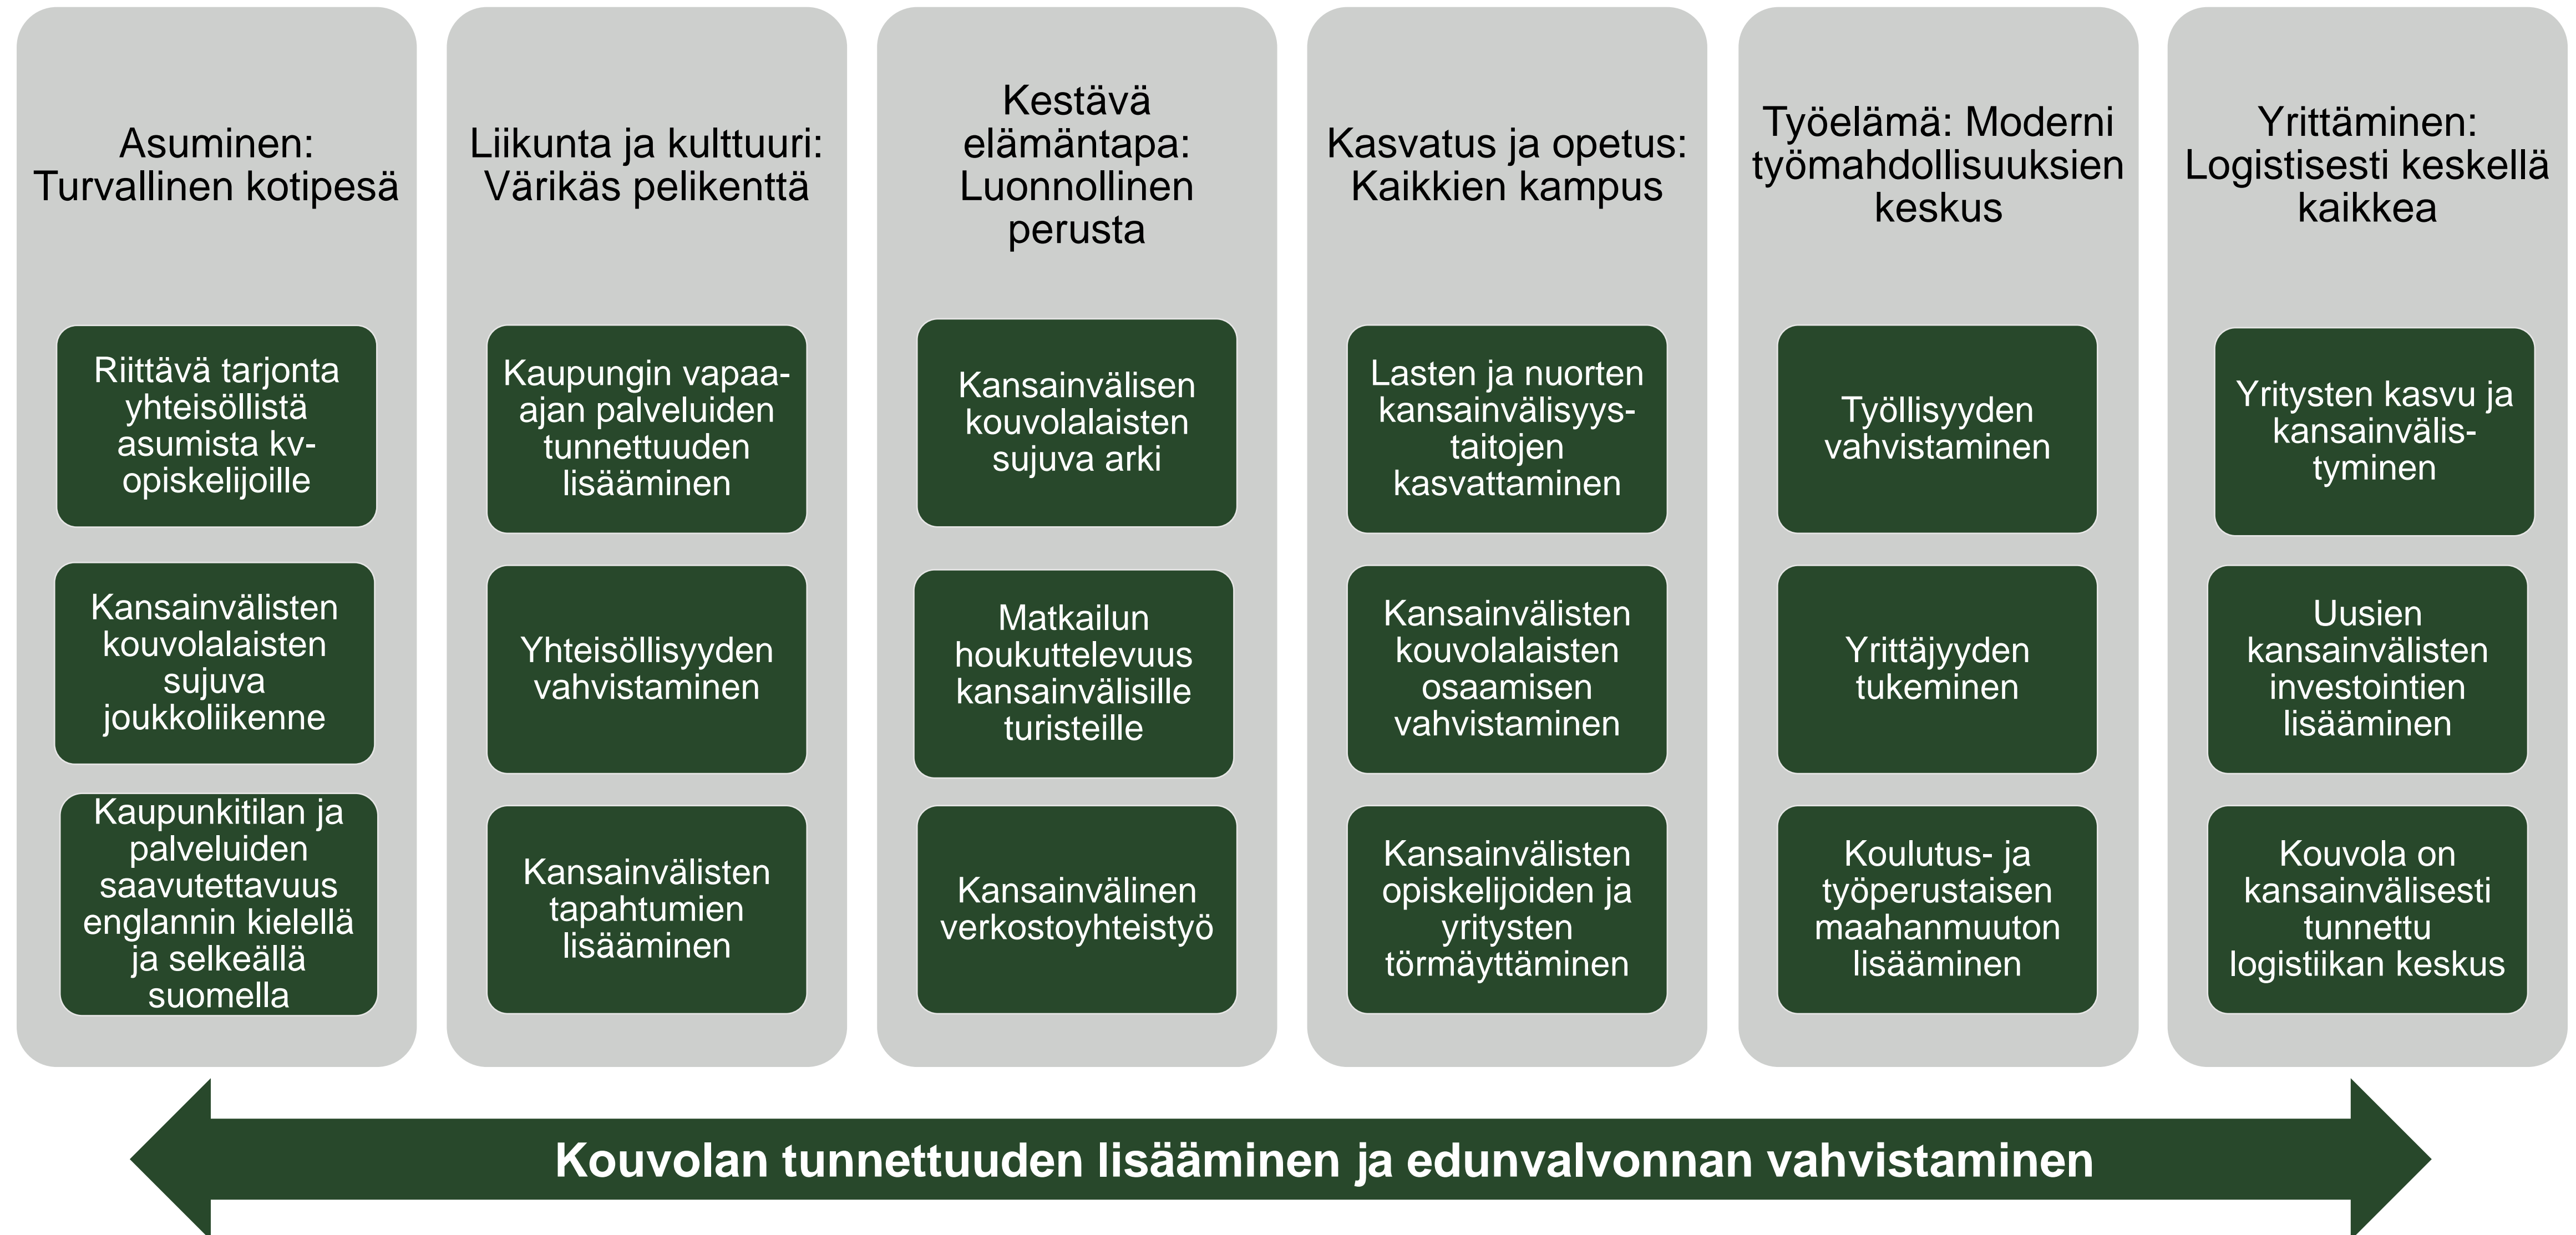 Asuminen:
Turvallinen kotipesä
Riittävä tarjonta
yhteisöllistä
asumista kv-
opiskelijoille
Kansainvälisten
kouvolalaisten
sujuva
joukkoliikenne
Kaupunkitilan ja
palveluiden
saavutettavuus
englannin kielellä
ja selkeällä
suomella
Liikunta ja kulttuuri:
Värikäs pelikenttä
Kaupungin vapaa-
ajan palveluiden
tunnettuuden
lisääminen
Yhteisöllisyyden
vahvistaminen
Kansainvälisten
tapahtumien
lisääminen
Kestävä
elämäntapa:
Luonnollinen
perusta
Kansainvälisen
kouvolalaisten
sujuva arki
Matkailun
houkuttelevuus
kansainvälisille
turisteille
Kansainvälinen
verkostoyhteistyö
Kasvatus ja opetus:
Kaikkien kampus
Lasten ja nuorten
kansainvälisyys-
taitojen
kasvattaminen
Kansainvälisten
kouvolalaisten
osaamisen
vahvistaminen
Kansainvälisten
opiskelijoiden ja
yritysten
törmäyttäminen
Työelämä: Moderni
työmahdollisuuksien
keskus
Työllisyyden
vahvistaminen
Yrittäjyyden
tukeminen
Koulutus- ja
työperustaisen
maahanmuuton
lisääminen
Yrittäminen:
Logistisesti keskellä
kaikkea
Yritysten kasvu ja
kansainvälis-
tyminen
Uusien
kansainvälisten
investointien
lisääminen
Kouvola on
kansainvälisesti
tunnettu
logistiikan keskus
Kouvolan tunnettuuden lisääminen ja edunvalvonnan vahvistaminen